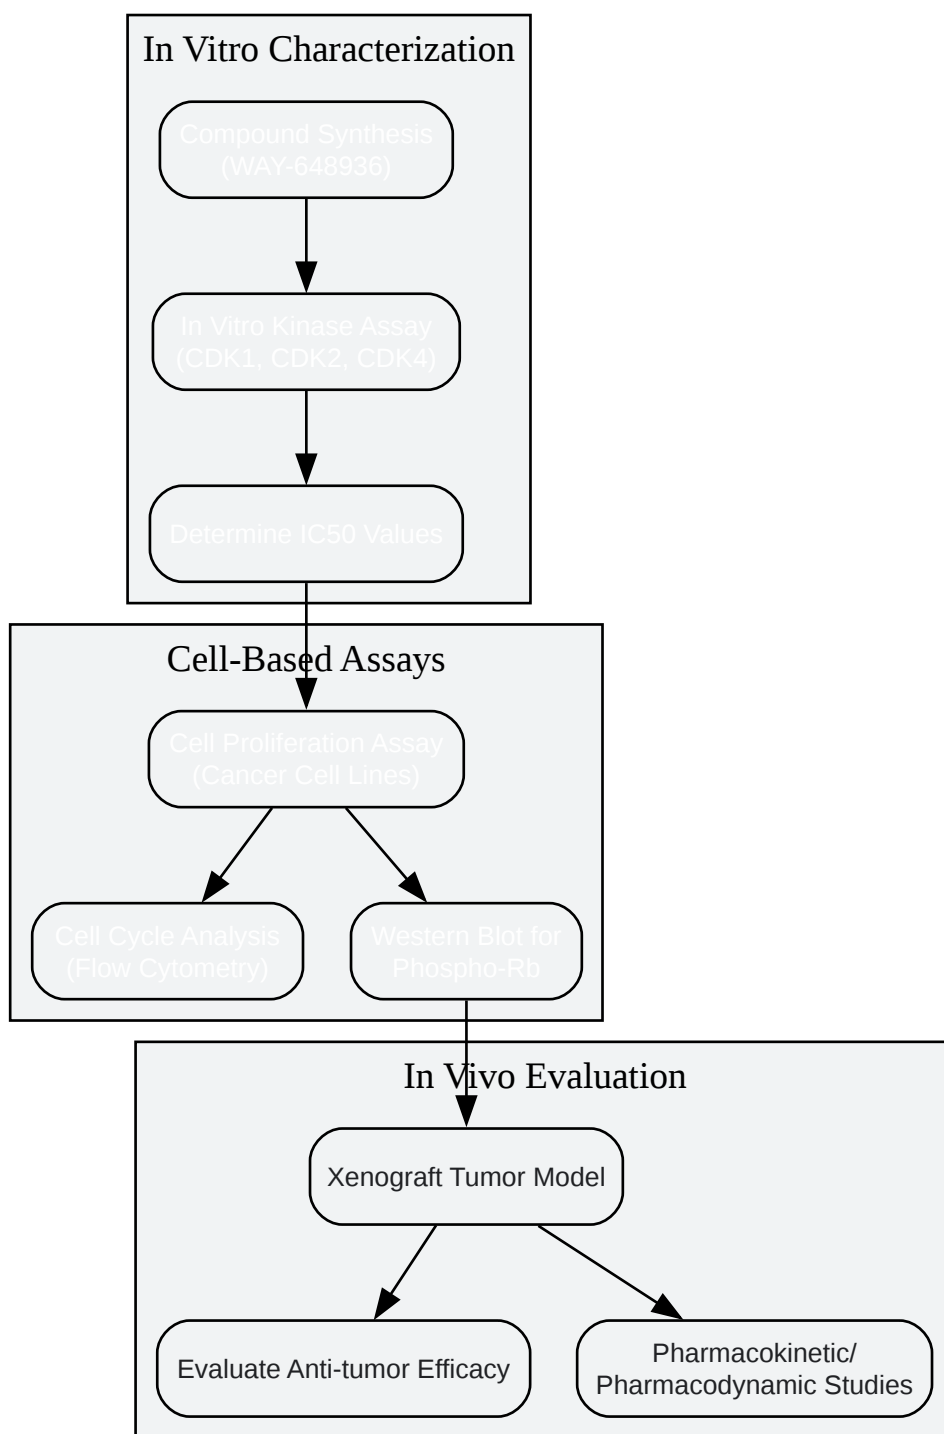 In Vitro Characterization
Compound Synthesis
(WAY-648936)
In Vitro Kinase Assay
(CDK1, CDK2, CDK4)
Determine IC50 Values
Cell-Based Assays
Cell Proliferation Assay
(Cancer Cell Lines)
Cell Cycle Analysis
(Flow Cytometry)
Western Blot for
Phospho-Rb
In Vivo Evaluation
Xenograft Tumor Model
Evaluate Anti-tumor Efficacy
Pharmacokinetic/
Pharmacodynamic Studies